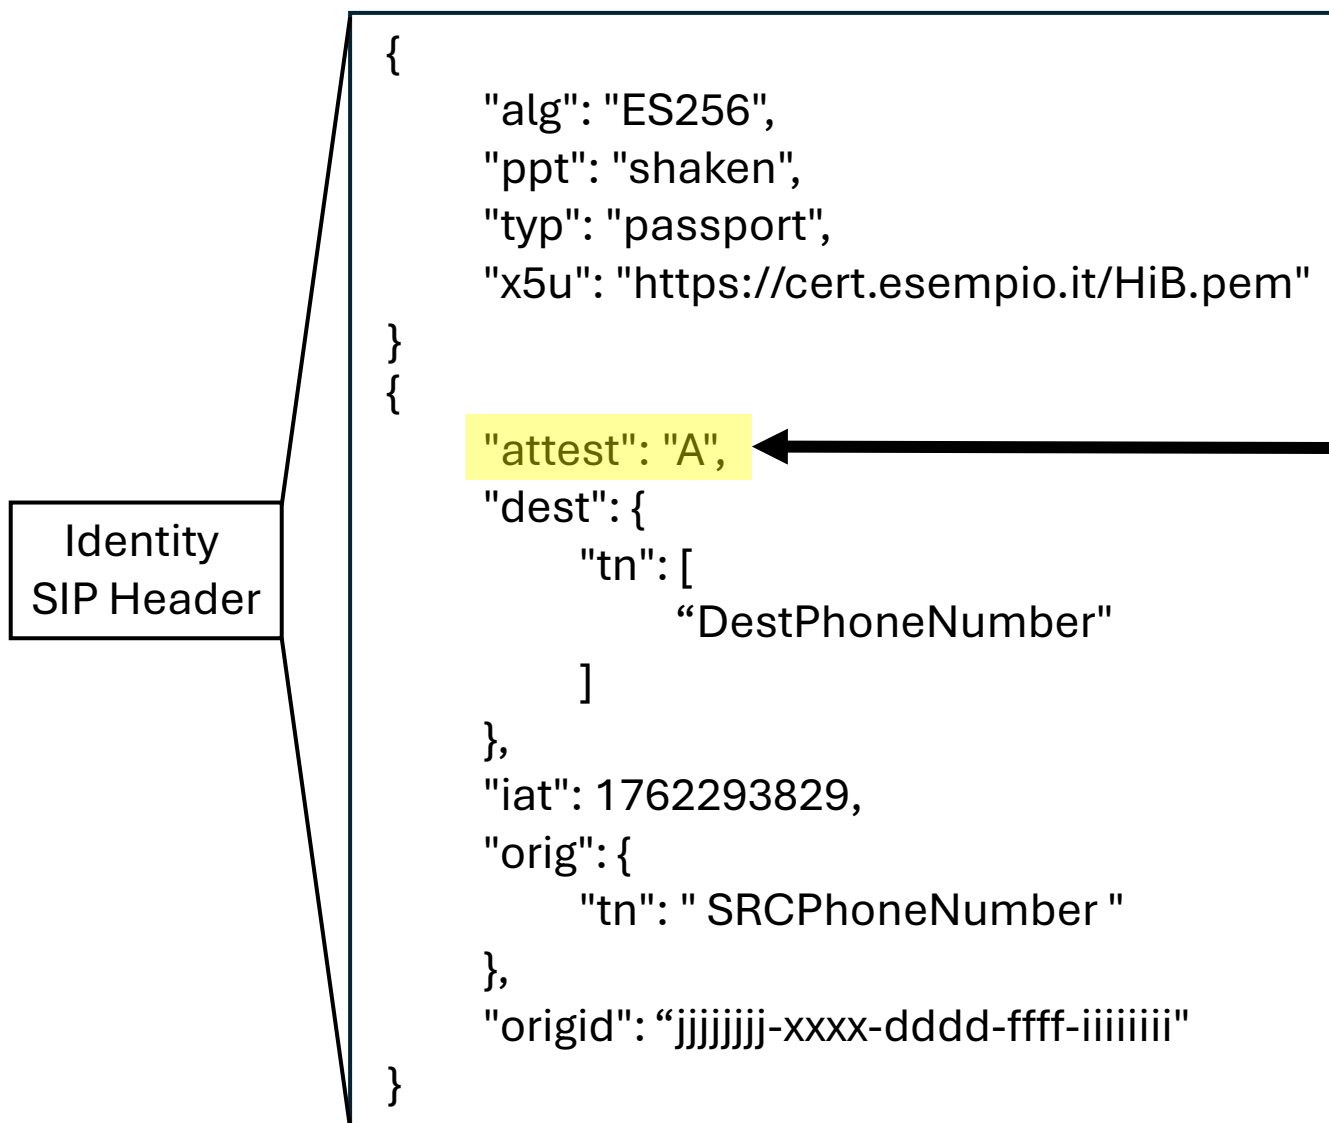 {
"alg": "ES256",
"ppt": "shaken",
"typ": "passport",
"x5u": "https://cert.esempio.it/HiB.pem"
}
{
"attest": "A",
"dest": {
"tn": [
“DestPhoneNumber"
]
},
"iat": 1762293829,
"orig": {
"tn": " SRCPhoneNumber "
},
"origid": “jjjjjjjj-xxxx-dddd-ffff-iiiiiiii"
}
Identity
SIP Header